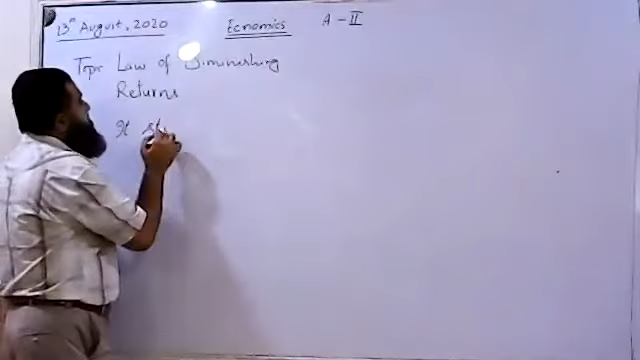 13th August, 2020 Economics A-II
Topic Law of Diminishing
Returns
It st